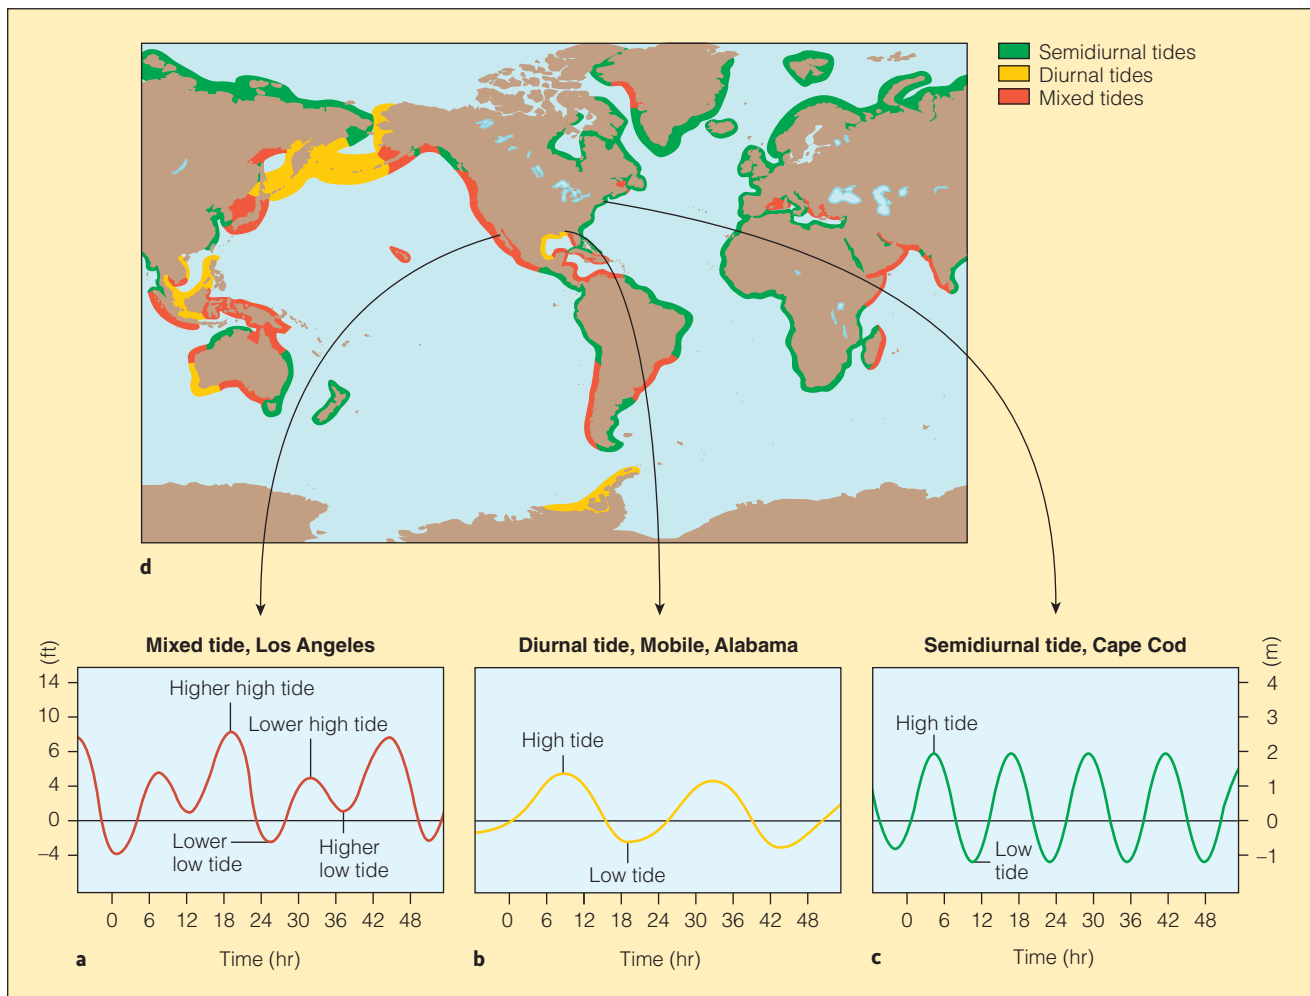 Semidiurnal tides
Diurnal tides
Mixed tides
d
Mixed tide, Los Angeles
(ft)
14
10
6
4
0
–4
Higher high tide
Lower high tide
Lower
low tide
Higher
low tide
0 6 12 18 24 30 36 42 48
a
Time (hr)
Diurnal tide, Mobile, Alabama
High tide
Low tide
0 6 12 18 24 30 36 42 48
b
Time (hr)
Semidiurnal tide, Cape Cod
(m)
4
3
2
1
0
–1
High tide
Low
tide
0 6 12 18 24 30 36 42 48
c
Time (hr)